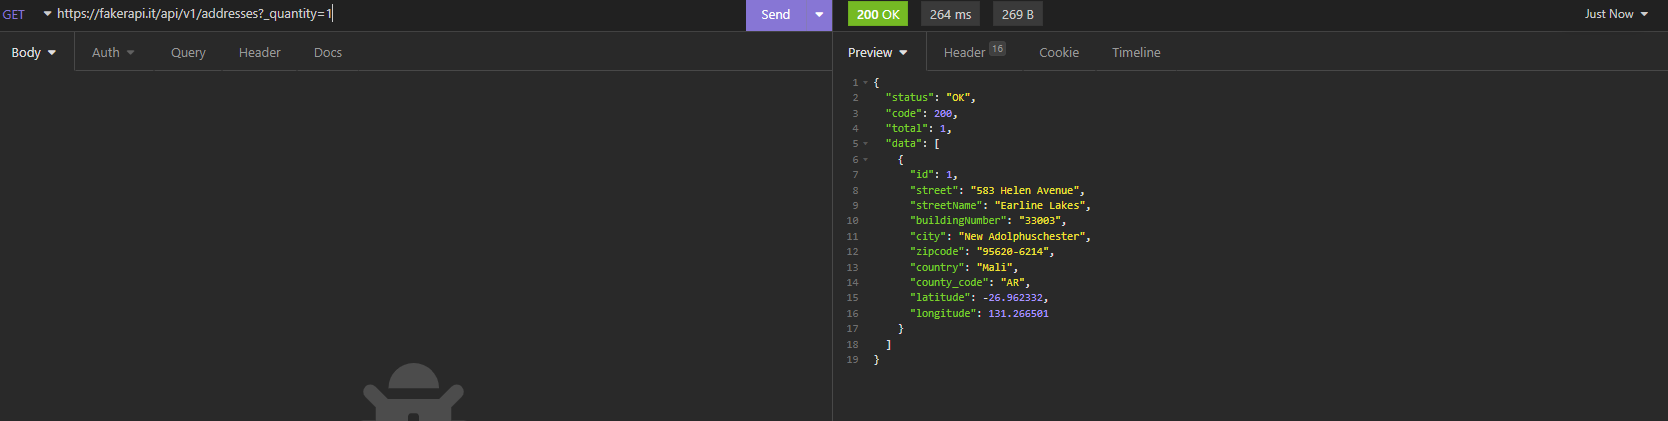 GET https://fakerapi.it/api/v1/addresses?_quantity=1 Send 200 OK 264 ms 269 B Just Now
Body Auth Query Header Docs Preview Header 16 Cookie Timeline
1 {
2 "status": "OK",
3 "code": 200,
4 "total": 1,
5 "data": [
6 {
7 "id": 1,
8 "street": "583 Helen Avenue",
9 "streetName": "Earline Lakes",
10 "buildingNumber": "33003",
11 "city": "New Adolphuschester",
12 "zipcode": "95620-6214",
13 "country": "Mali",
14 "county_code": "AR",
15 "latitude": -26.962332,
16 "longitude": 131.266501
17 }
18 ]
19 }